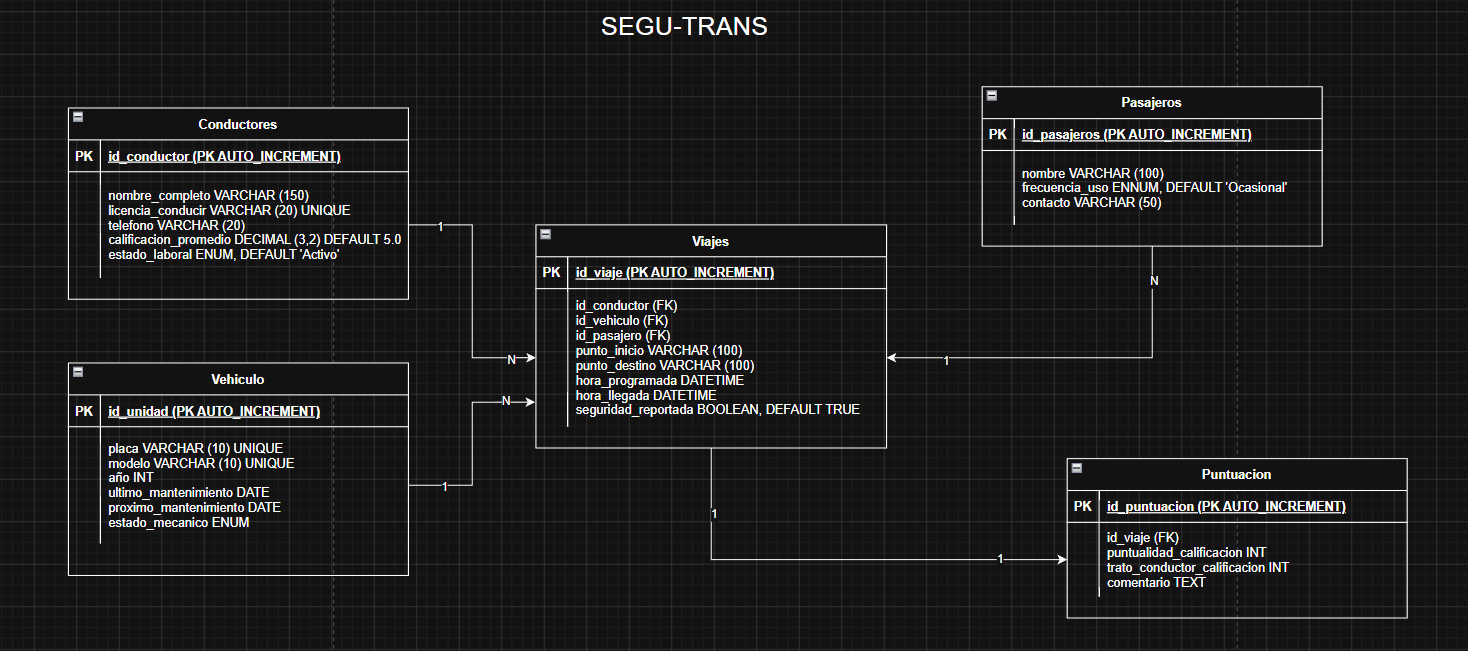 SEGU-TRANS
Conductores
PK id_conductor (PK AUTO_INCREMENT)
nombre_completo VARCHAR (150)
licencia_conducir VARCHAR (20) UNIQUE
telefono VARCHAR (20)
calificacion_promedio DECIMAL (3,2) DEFAULT 5.0
estado_laboral ENUM, DEFAULT 'Activo'
Pasajeros
PK id_pasajeros (PK AUTO_INCREMENT)
nombre VARCHAR (100)
frecuencia_uso ENNUM, DEFAULT 'Ocasional'
contacto VARCHAR (50)
1
N
Viajes
PK id_viaje (PK AUTO_INCREMENT)
id_conductor (FK)
id_vehiculo (FK)
id_pasajero (FK)
punto_inicio VARCHAR (100)
punto_destino VARCHAR (100)
hora_programada DATETIME
hora_llegada DATETIME
seguridad_reportada BOOLEAN, DEFAULT TRUE
N
1
Vehiculo
PK id_unidad (PK AUTO_INCREMENT)
placa VARCHAR (10) UNIQUE
modelo VARCHAR (10) UNIQUE
año INT
ultimo_mantenimiento DATE
proximo_mantenimiento DATE
estado_mecanico ENUM
N
1
1
1
Puntuacion
PK id_puntuacion (PK AUTO_INCREMENT)
id_viaje (FK)
puntualidad_calificacion INT
trato_conductor_calificacion INT
comentario TEXT